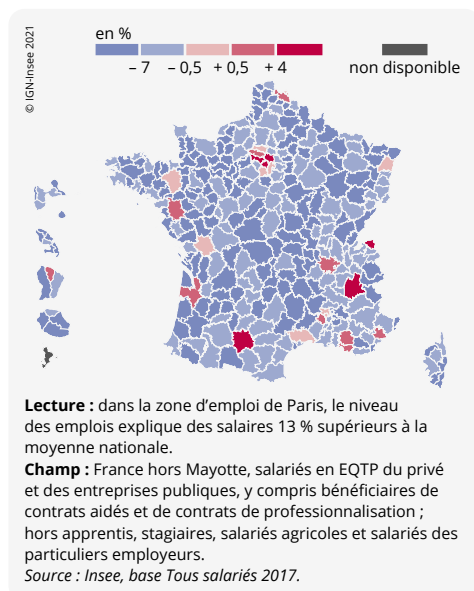 © IGN-Insee 2021
en %
– 7 – 0,5 + 0,5 + 4 non disponible
Lecture : dans la zone d’emploi de Paris, le niveau
des emplois explique des salaires 13 % supérieurs à la
moyenne nationale.
Champ : France hors Mayotte, salariés en EQTP du privé
et des entreprises publiques, y compris bénéficiaires de
contrats aidés et de contrats de professionnalisation ;
hors apprentis, stagiaires, salariés agricoles et salariés des
particuliers employeurs.
Source : Insee, base Tous salariés 2017.